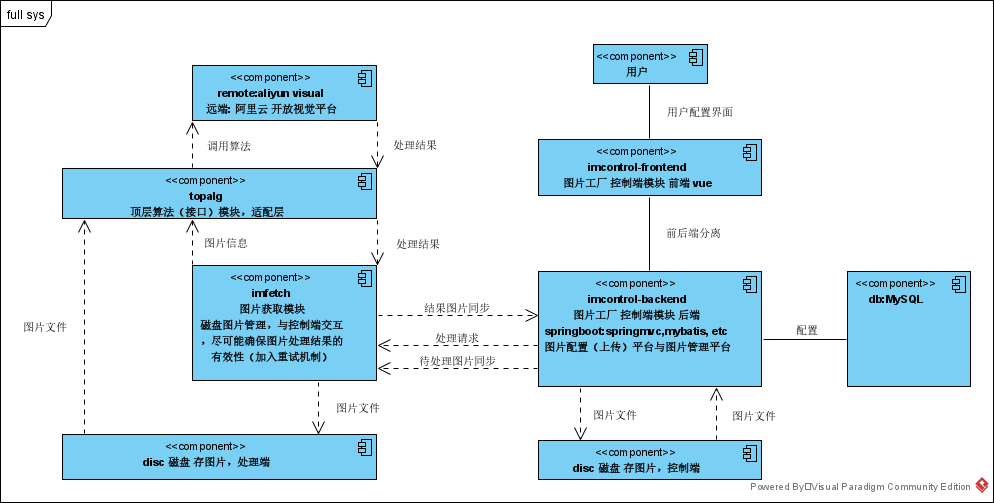 full sys
<<component>>
remote:aliyun visual
远端: 阿里云 开放视觉平台
调用算法
处理结果
<<component>>
topalg
顶层算法（接口）模块，适配层
图片信息
处理结果
图片文件
<<component>>
imfetch
图片获取模块
磁盘图片管理，与控制端交互
，尽可能确保图片处理结果的
有效性（加入重试机制）
图片文件
<<component>>
disc 磁盘 存图片，处理端
结果图片同步
处理请求
待处理图片同步
<<component>>
用户
用户配置界面
<<component>>
imcontrol-frontend
图片工厂 控制端模块 前端 vue
前后端分离
<<component>>
imcontrol-backend
图片工厂 控制端模块 后端
springboot:springmvc,mybatis, etc
图片配置（上传）平台与图片管理平台
配置
<<component>>
db:MySQL
图片文件
图片文件
<<component>>
disc 磁盘 存图片，控制端
Powered By Visual Paradigm Community Edition